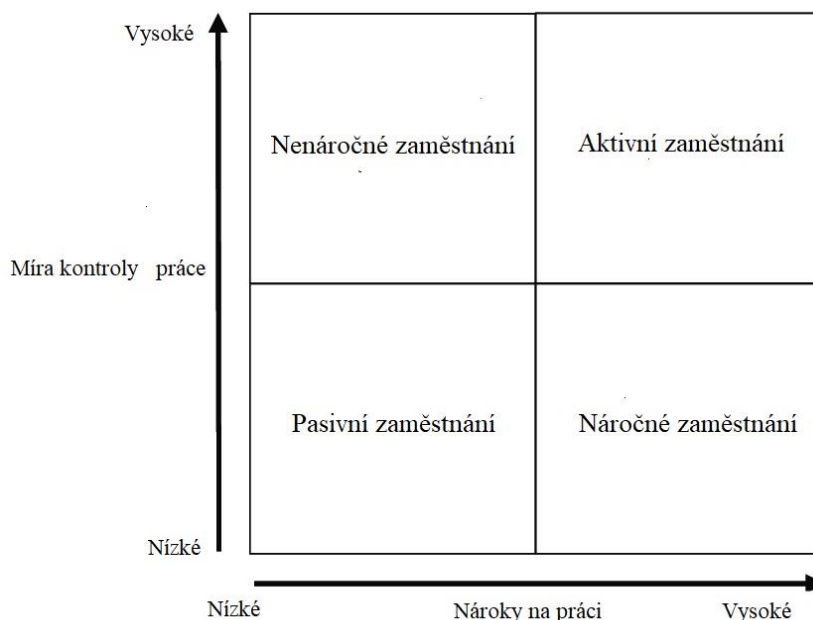 Vysoké
Nenáročné zaměstnání
Aktivní zaměstnání
Míra kontroly práce
Pasivní zaměstnání
Náročné zaměstnání
Nízké
Nízké
Nároky na práci
Vysoké